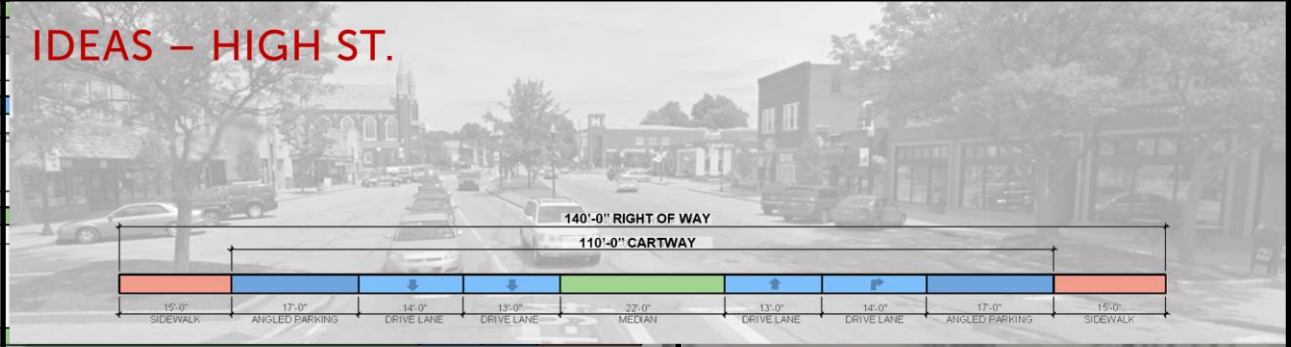 IDEAS – HIGH ST.
140'-0" RIGHT OF WAY
110'-0" CARTWAY
15'-0" 17'-0" 14'-0" 13'-0" 22'-0" 13'-0" 14'-0" 17'-0" 15'-0"
SIDEWALK ANGLED PARKING DRIVE LANE DRIVE LANE MEDIAN DRIVE LANE DRIVE LANE ANGLED PARKING SIDEWALK